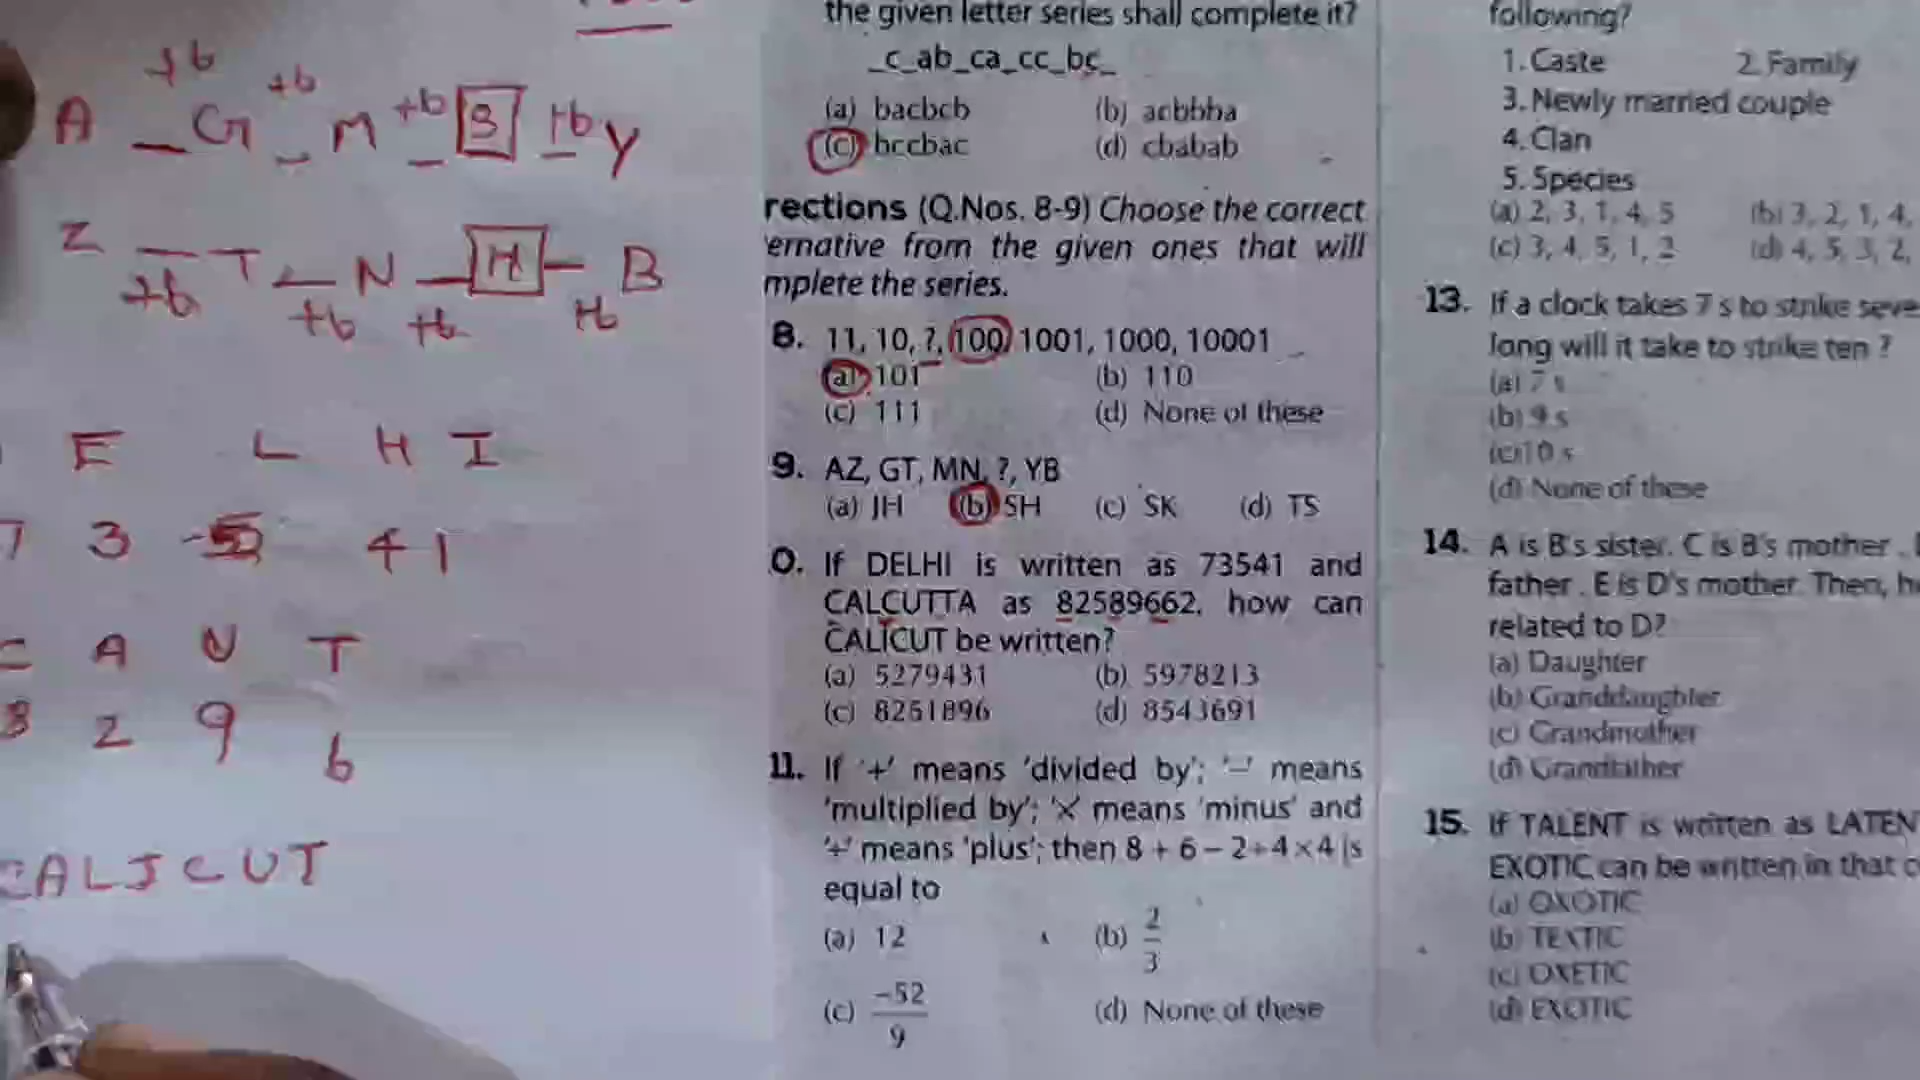 +6 +6 +6 +6
A _ G _ M _ S _ Y
Z _ T _ N _ H - B
+6 +6 +6 +6
E L H I
7 3 5 4 1
C A U T
8 2 9 6
CALICUT
the given letter series shall complete it?
_c_ab_ca_cc_bc_
(a) bacbcb (b) acbbba
(c) bccbac (d) cbabab
rections (Q.Nos. 8-9) Choose the correct
ernative from the given ones that will
mplete the series.
8. 11, 10, ?, 100, 1001, 1000, 10001
(a) 101 (b) 110
(c) 111 (d) None of these
9. AZ, GT, MN, ?, YB
(a) JH (b) SH (c) SK (d) TS
0. If DELHI is written as 73541 and
CALCUTTA as 82589662, how can
CALICUT be written?
(a) 5279431 (b) 5978213
(c) 8251896 (d) 8543691
11. If '+' means 'divided by'; '−' means
'multiplied by'; '×' means 'minus' and
'÷' means 'plus'; then 8 + 6 − 2 ÷ 4 × 4 is
equal to
(a) 12 (b) 2/3
(c) −52/9 (d) None of these
following?
1. Caste 2. Family
3. Newly married couple
4. Clan
5. Species
(a) 2, 3, 1, 4, 5 (b) 3, 2, 1, 4,
(c) 3, 4, 5, 1, 2 (d) 4, 5, 3, 2,
13. If a clock takes 7 s to strike seve
long will it take to strike ten ?
(a) 7 s
(b) 9 s
(c) 10 s
(d) None of these
14. A is B's sister. C is B's mother .
father . E is D's mother. Then, h
related to D?
(a) Daughter
(b) Granddaughter
(c) Grandmother
(d) Grandfather
15. If TALENT is written as LATEN
EXOTIC can be written in that c
(a) OXOTIC
(b) TEXTIC
(c) OXETIC
(d) EXOTIC